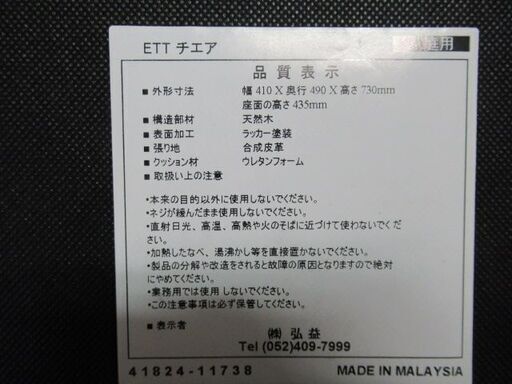 ETT チエア
家庭用
品質表示
■ 外形寸法 幅 410 X 奥行 490 X 高さ 730mm
座面の高さ 435mm
■ 構造部材 天然木
■ 表面加工 ラッカー塗装
■ 張り地 合成皮革
■ クッション材 ウレタンフォーム
■ 取扱い上の注意
•本来の目的以外に使用しないでください。
•ネジが緩んだまま使用しないでください。
•直射日光、高温、高熱や火のそばに近づけて使わないでください。
•加熱したなべ、湯沸かし等を直接置かないでください。
•製品の分解や改造をされると故障の原因となりますので絶対
にやめてください。
•業務用では使用しないでください。
•この注意事項は必ず保管してください。
■ 表示者
㈱ 弘益
Tel (052)409-7999
41824-11738
MADE IN MALAYSIA